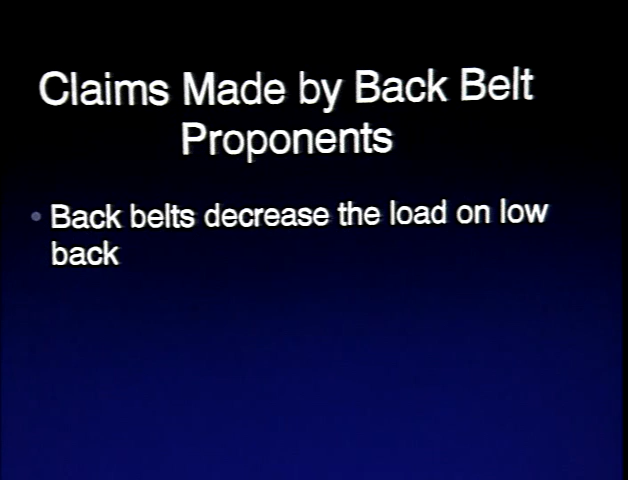 Claims Made by Back Belt
Proponents
• Back belts decrease the load on low
back